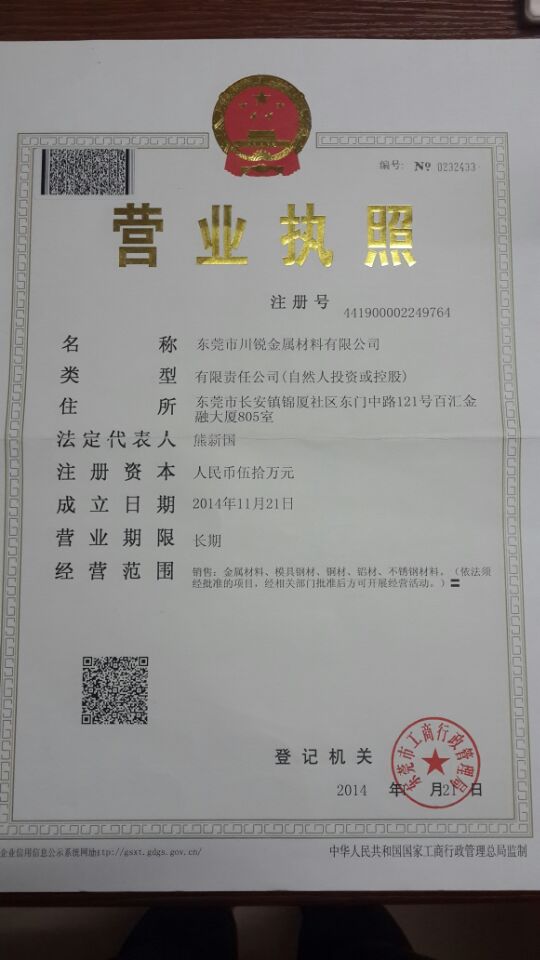 编号: № 0232433
营业执照
注册号 441900002249764
名称 东莞市川锐金属材料有限公司
类型 有限责任公司(自然人投资或控股)
住所 东莞市长安镇锦厦社区东门中路121号百汇金
融大厦805室
法定代表人 熊新国
注册资本 人民币伍拾万元
成立日期 2014年11月21日
营业期限 长期
经营范围 销售：金属材料、模具钢材、铜材、铝材、不锈钢材料。（依法须
经批准的项目，经相关部门批准后方可开展经营活动。）〓
登记机关
东莞市工商行政管理局
2014 年 月21日
企业信用信息公示系统网址 http://gsxt.gdgs.gov.cn/
中华人民共和国国家工商行政管理总局监制